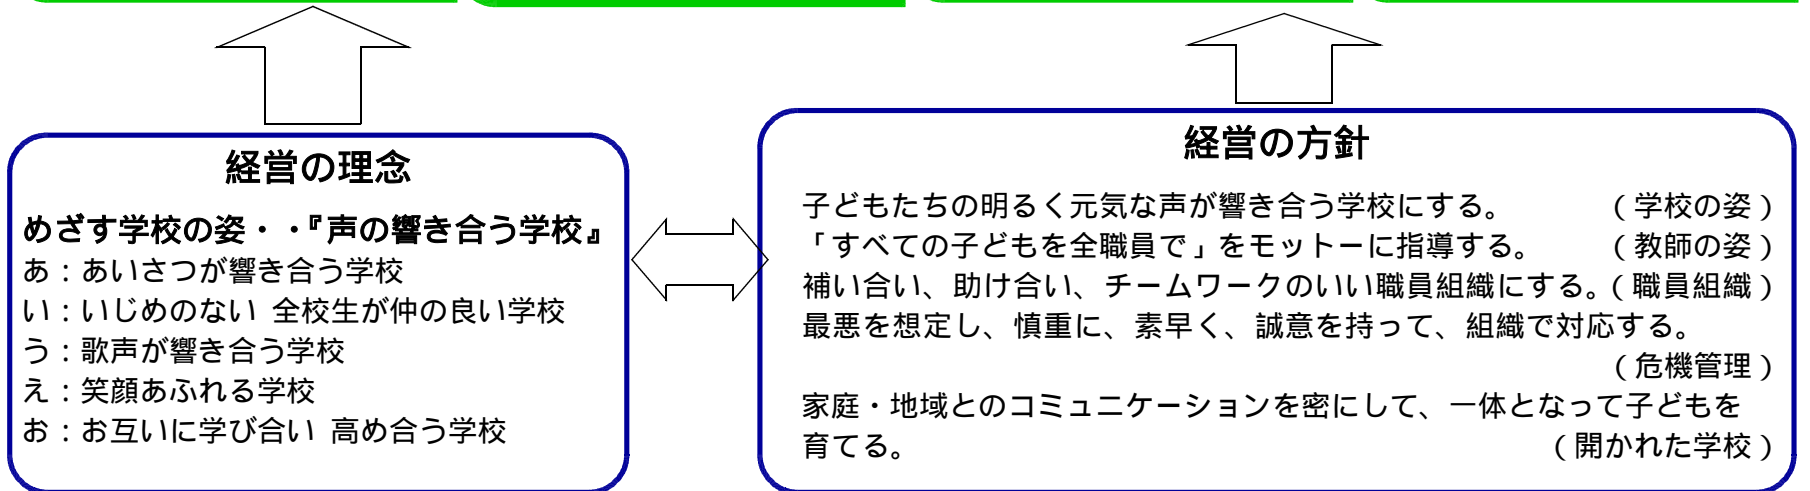 経営の理念
めざす学校の姿・・『声の響き合う学校』
あ：あいさつが響き合う学校
い：いじめのない 全校生が仲の良い学校
う：歌声が響き合う学校
え：笑顔あふれる学校
お：お互いに学び合い 高め合う学校
経営の方針
子どもたちの明るく元気な声が響き合う学校にする。 （学校の姿）
「すべての子どもを全職員で」をモットーに指導する。 （教師の姿）
補い合い、助け合い、チームワークのいい職員組織にする。（職員組織）
最悪を想定し、慎重に、素早く、誠意を持って、組織で対応する。
（危機管理）
家庭・地域とのコミュニケーションを密にして、一体となって子どもを
育てる。 （開かれた学校）